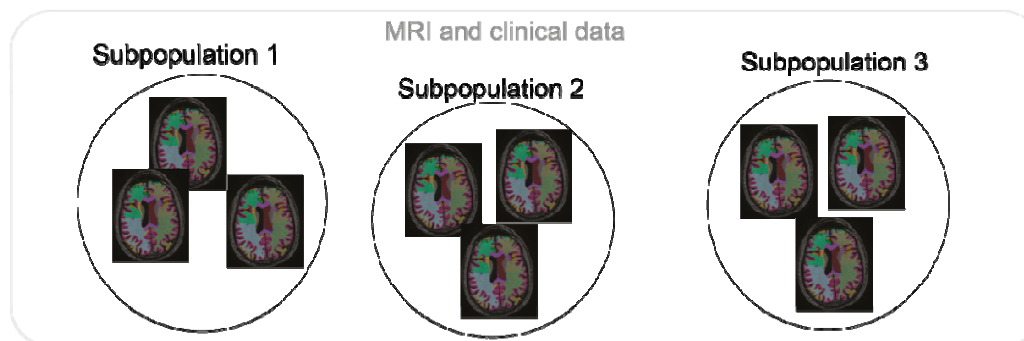 MRI and clinical data
Subpopulation 1
Subpopulation 2
Subpopulation 3